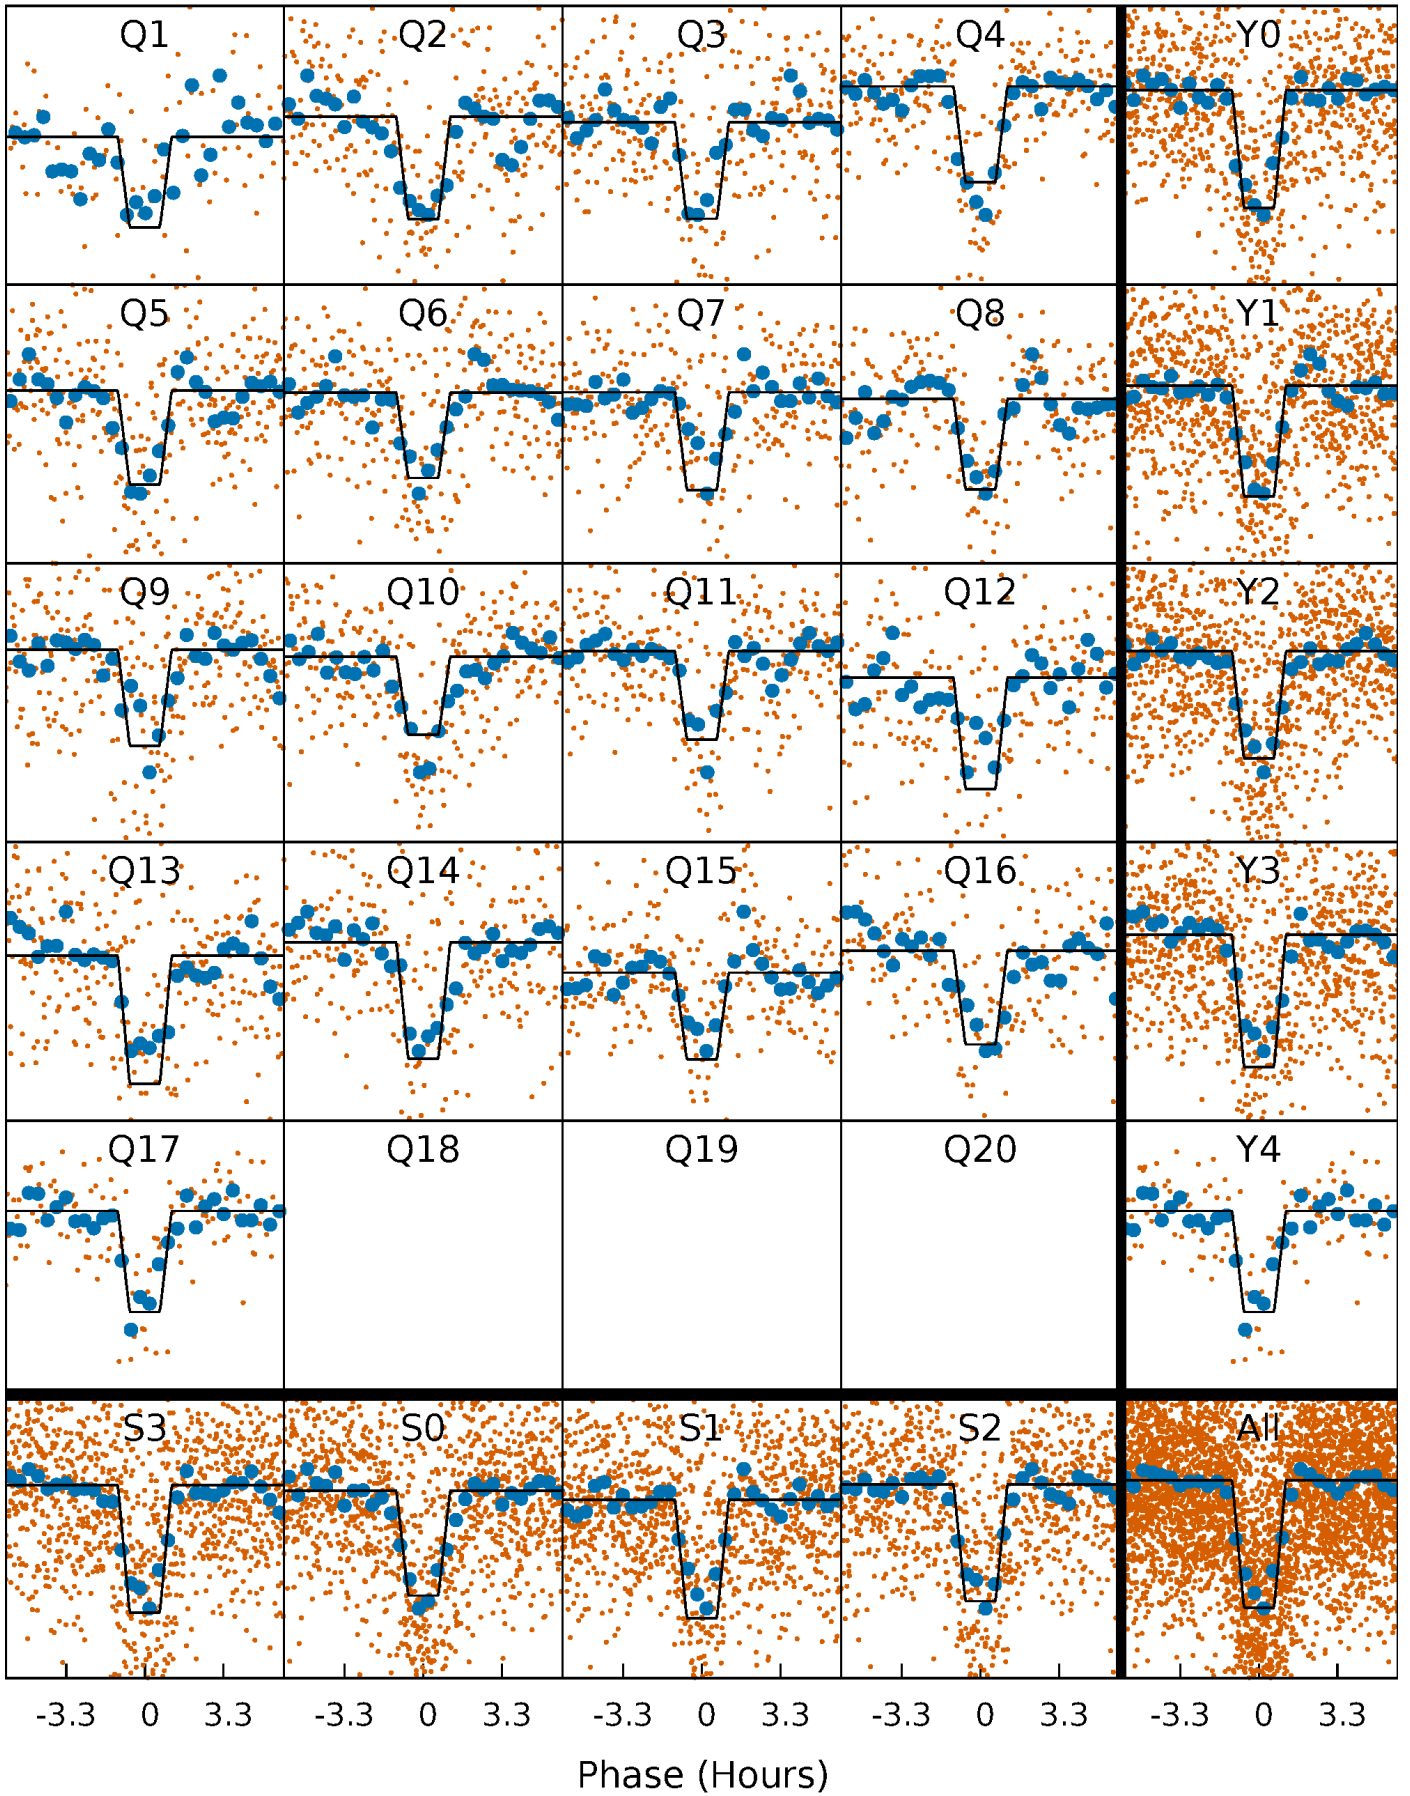 Q1 Q2 Q3 Q4 Y0
Q5 Q6 Q7 Q8 Y1
Q9 Q10 Q11 Q12 Y2
Q13 Q14 Q15 Q16 Y3
Q17 Q18 Q19 Q20 Y4
S3 S0 S1 S2 All
-3.3 0 3.3 -3.3 0 3.3 -3.3 0 3.3 -3.3 0 3.3 -3.3 0 3.3
Phase (Hours)